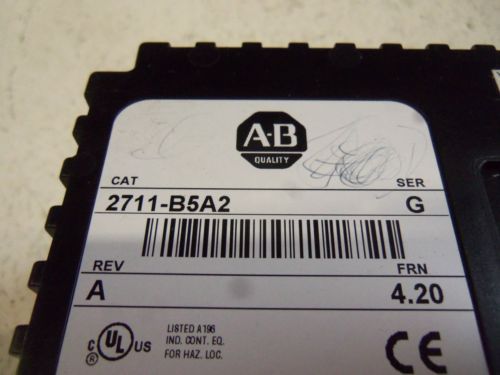 A-B
QUALITY
CAT SER
2711-B5A2 G
REV FRN
A 4.20
C UL US
®
LISTED A196
IND. CONT. EQ.
FOR HAZ. LOC.
CE